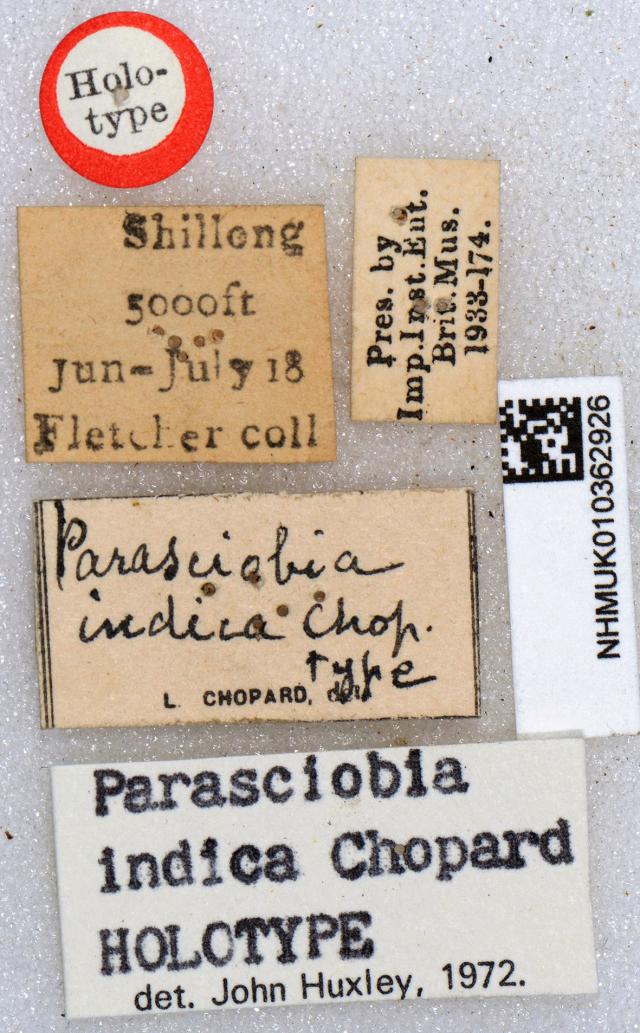 Holo-
type
Shillong
5000ft
Jun-July 18
Fletcher coll
Pres. by
Imp.Inst.Ent.
Brit.Mus.
1933-174.
NHMUK010362926
Parasciobia
indica Chop.
type
L. CHOPARD, det.
Parasciobia
indica Chopard
HOLOTYPE
det. John Huxley, 1972.